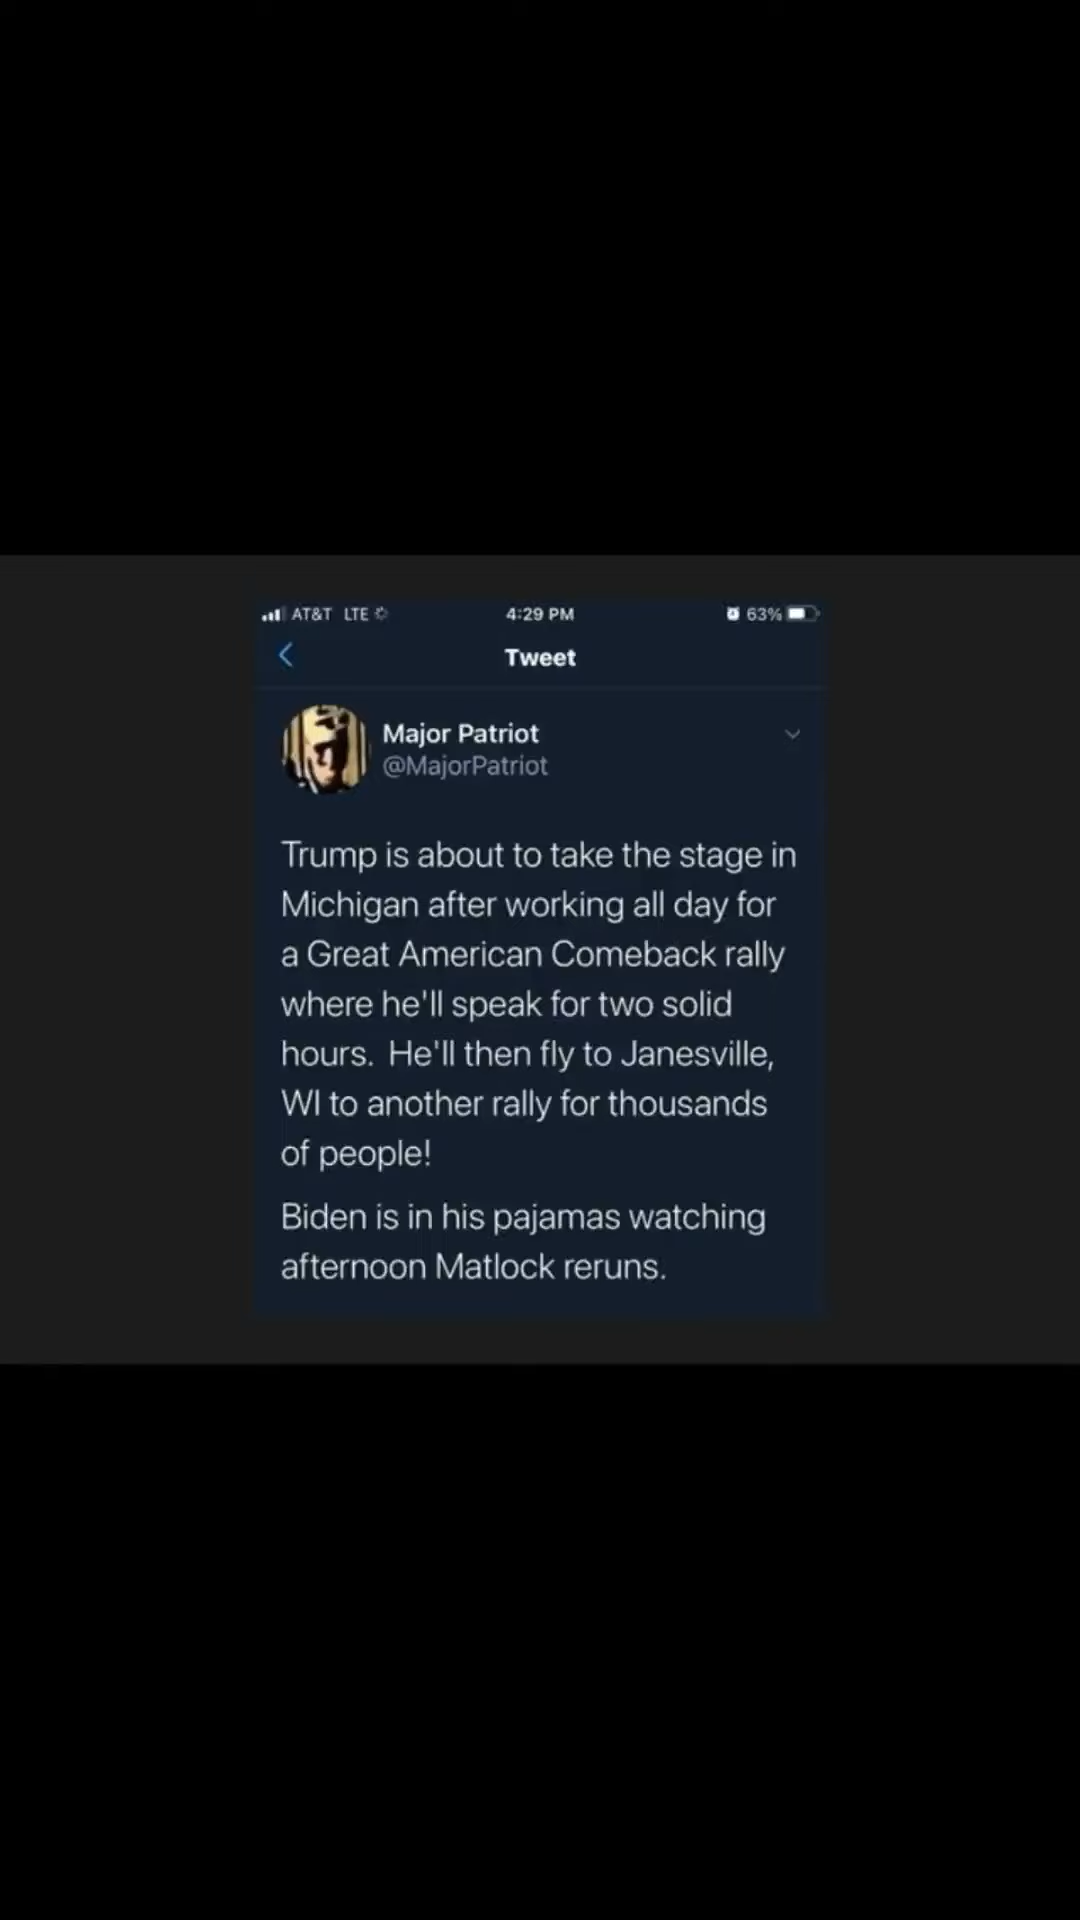 AT&T LTE 4:29 PM 63%
Tweet
Major Patriot
@MajorPatriot
Trump is about to take the stage in
Michigan after working all day for
a Great American Comeback rally
where he'll speak for two solid
hours. He'll then fly to Janesville,
WI to another rally for thousands
of people!
Biden is in his pajamas watching
afternoon Matlock reruns.